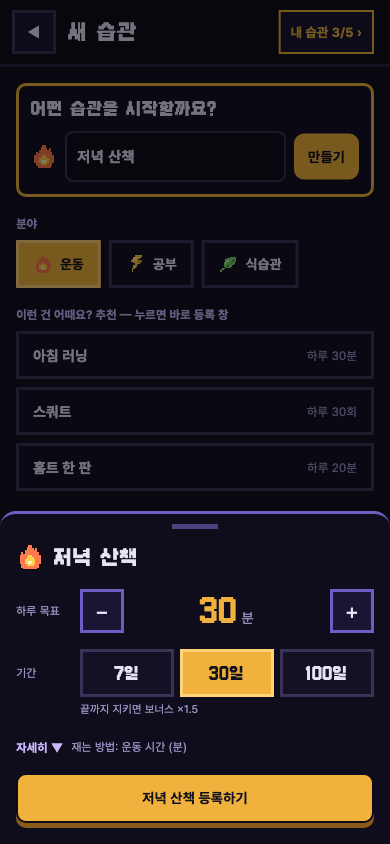 ◀ 새 습관 내 습관 3/5 ›
어떤 습관을 시작할까요?
저녁 산책 만들기
분야
운동 공부 식습관
이런 건 어때요? 추천 — 누르면 바로 등록 창
아침 러닝 하루 30분
스쿼트 하루 30회
홈트 한 판 하루 20분
저녁 산책
하루 목표 − 30 분 +
기간 7일 30일 100일
끝까지 지키면 보너스 ×1.5
자세히 ▼ 재는 방법: 운동 시간 (분)
저녁 산책 등록하기